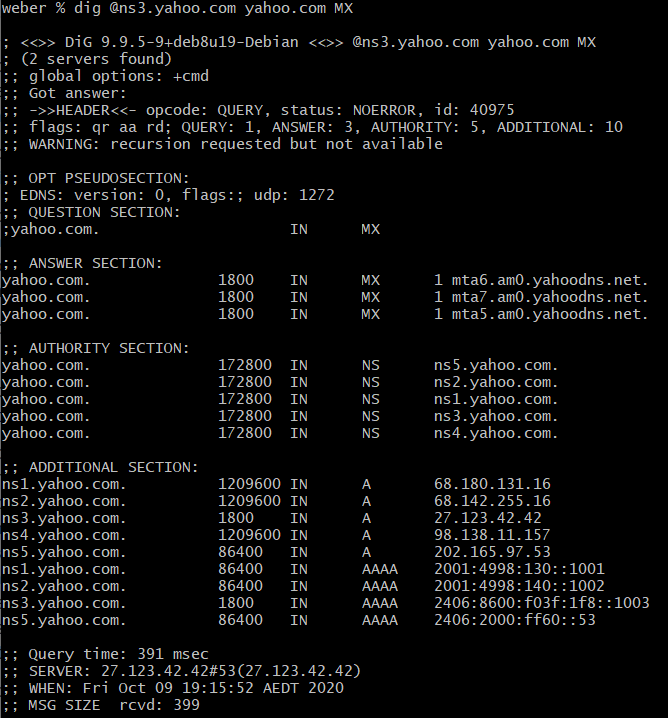 weber % dig @ns3.yahoo.com yahoo.com MX
; <<>> DiG 9.9.5-9+deb8u19-Debian <<>> @ns3.yahoo.com yahoo.com MX
; (2 servers found)
;; global options: +cmd
;; Got answer:
;; ->>HEADER<<- opcode: QUERY, status: NOERROR, id: 40975
;; flags: qr aa rd; QUERY: 1, ANSWER: 3, AUTHORITY: 5, ADDITIONAL: 10
;; WARNING: recursion requested but not available
;; OPT PSEUDOSECTION:
; EDNS: version: 0, flags:; udp: 1272
;; QUESTION SECTION:
;yahoo.com. IN MX
;; ANSWER SECTION:
yahoo.com. 1800 IN MX 1 mta6.am0.yahoodns.net.
yahoo.com. 1800 IN MX 1 mta7.am0.yahoodns.net.
yahoo.com. 1800 IN MX 1 mta5.am0.yahoodns.net.
;; AUTHORITY SECTION:
yahoo.com. 172800 IN NS ns5.yahoo.com.
yahoo.com. 172800 IN NS ns2.yahoo.com.
yahoo.com. 172800 IN NS ns1.yahoo.com.
yahoo.com. 172800 IN NS ns3.yahoo.com.
yahoo.com. 172800 IN NS ns4.yahoo.com.
;; ADDITIONAL SECTION:
ns1.yahoo.com. 1209600 IN A 68.180.131.16
ns2.yahoo.com. 1209600 IN A 68.142.255.16
ns3.yahoo.com. 1800 IN A 27.123.42.42
ns4.yahoo.com. 1209600 IN A 98.138.11.157
ns5.yahoo.com. 86400 IN A 202.165.97.53
ns1.yahoo.com. 86400 IN AAAA 2001:4998:130::1001
ns2.yahoo.com. 86400 IN AAAA 2001:4998:140::1002
ns3.yahoo.com. 1800 IN AAAA 2406:8600:f03f:1f8::1003
ns5.yahoo.com. 86400 IN AAAA 2406:2000:ff60::53
;; Query time: 391 msec
;; SERVER: 27.123.42.42#53(27.123.42.42)
;; WHEN: Fri Oct 09 19:15:52 AEDT 2020
;; MSG SIZE rcvd: 399